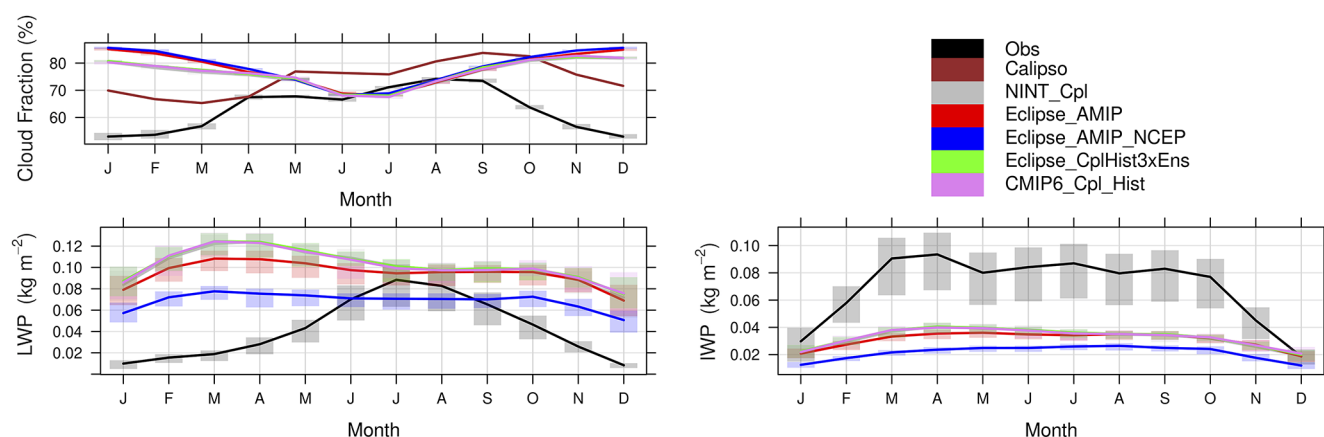 Cloud Fraction (%)
80
70
60
J F M A M J J A S O N D
Month
Obs
Calipso
NINT_Cpl
Eclipse_AMIP
Eclipse_AMIP_NCEP
Eclipse_CplHist3xEns
CMIP6_Cpl_Hist
LWP (kg m−2)
0.12
0.10
0.08
0.06
0.04
0.02
J F M A M J J A S O N D
Month
IWP (kg m−2)
0.10
0.08
0.06
0.04
0.02
J F M A M J J A S O N D
Month